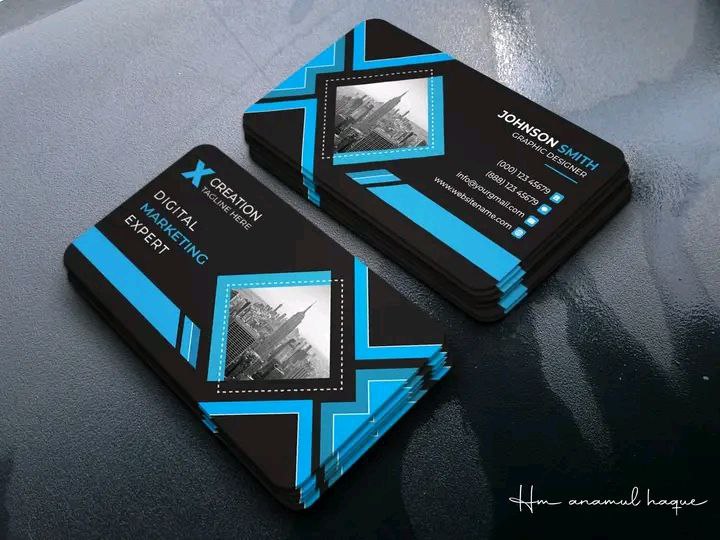 X CREATION
TAGLINE HERE
DIGITAL
MARKETING
EXPERT
JOHNSON SMITH
GRAPHIC DESIGNER
(000) 123 45679
(888) 123 45679
info@yourgmail.com
www.websitename.com
Hm anamul haque